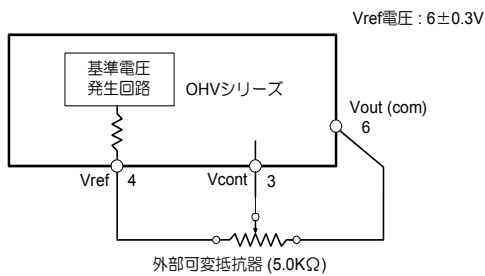 Vref電圧 : 6±0.3V
基準電圧
発生回路
OHVシリーズ
Vout (com)
6
Vref 4
Vcont 3
外部可変抵抗器 (5.0KΩ)